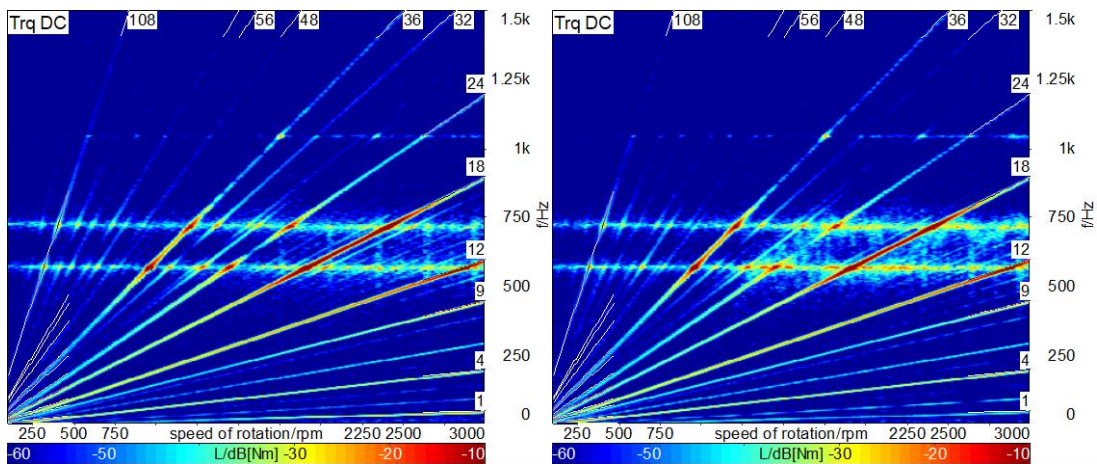 Trq DC 108 56 48 36 32 1.5k
1.25k
24
1k
18
750
f/Hz
12
500
9
250
4
1
0
250 500 750 speed of rotation/rpm 2250 2500 3000
-60 -50 L/dB[Nm] -30 -20 -10
Trq DC 108 56 48 36 32 1.5k
1.25k
24
1k
18
750
f/Hz
12
500
9
250
4
1
0
250 500 750 speed of rotation/rpm 2250 2500 3000
-60 -50 L/dB[Nm] -30 -20 -10